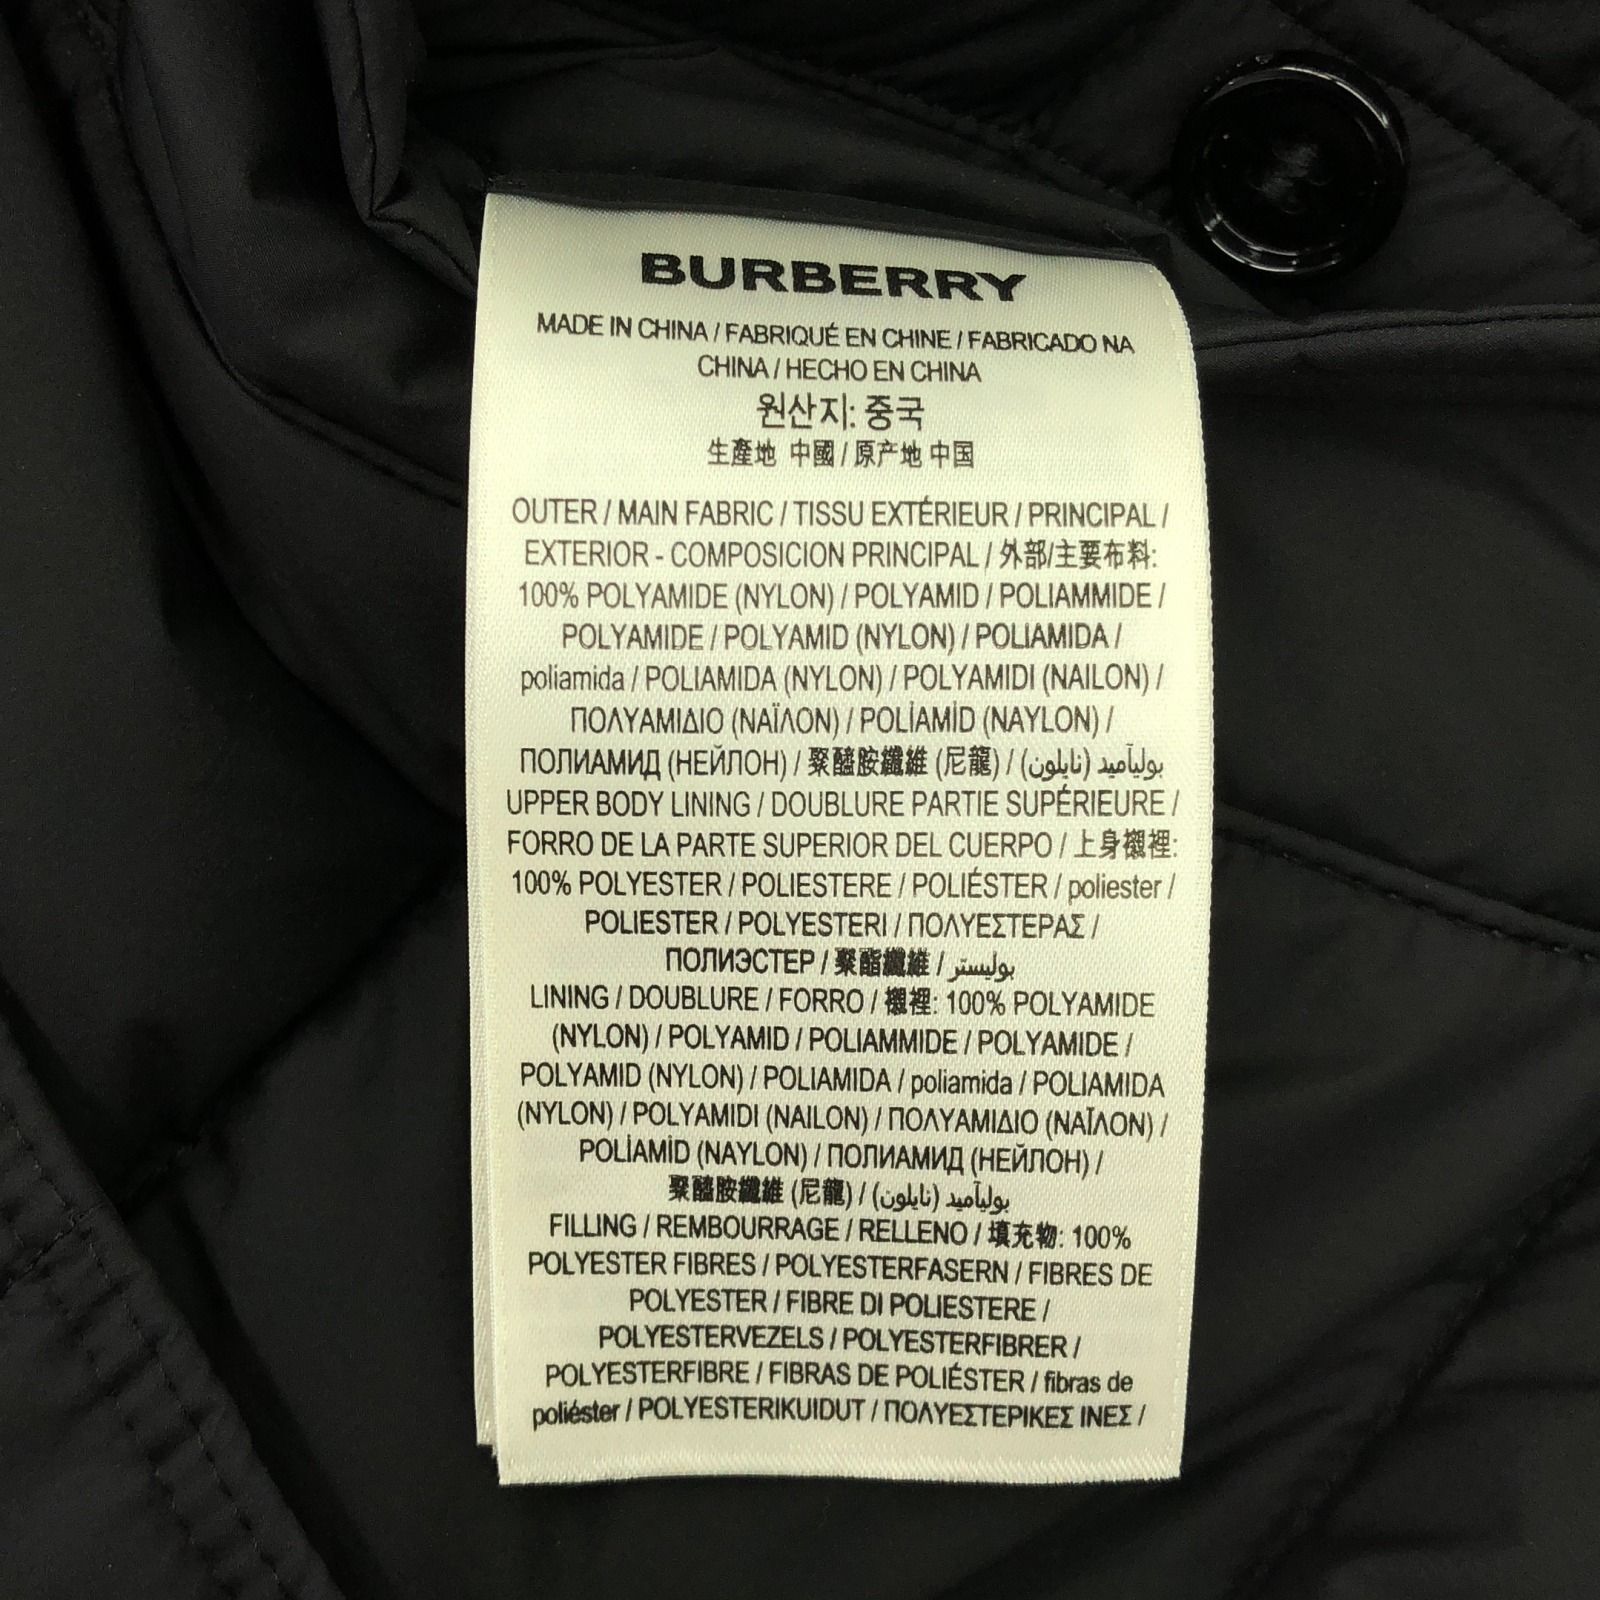 BURBERRY
MADE IN CHINA / FABRIQUÉ EN CHINE / FABRICADO NA
CHINA / HECHO EN CHINA
원산지: 중국
生產地 中國 / 原产地 中国
OUTER / MAIN FABRIC / TISSU EXTÉRIEUR / PRINCIPAL /
EXTERIOR - COMPOSICION PRINCIPAL / 外部/主要布料:
100% POLYAMIDE (NYLON) / POLYAMID / POLIAMMIDE /
POLYAMIDE / POLYAMID (NYLON) / POLIAMIDA /
poliamida / POLIAMIDA (NYLON) / POLYAMIDI (NAILON) /
ΠΟΛΥΑΜΙΔΙΟ (ΝΑΪΛΟΝ) / POLİAMİD (NAYLON) /
ПОЛИАМИД (НЕЙЛОН) / 聚醯胺纖維 (尼龍) / بوليآميد (نايلون)
UPPER BODY LINING / DOUBLURE PARTIE SUPÉRIEURE /
FORRO DE LA PARTE SUPERIOR DEL CUERPO / 上身襯裡:
100% POLYESTER / POLIESTERE / POLIÉSTER / poliester /
POLIESTER / POLYESTERI / ΠΟΛΥΕΣΤΕΡΑΣ /
ПОЛИЭСТЕР / 聚酯纖維 / بوليستر
LINING / DOUBLURE / FORRO / 襯裡: 100% POLYAMIDE
(NYLON) / POLYAMID / POLIAMMIDE / POLYAMIDE /
POLYAMID (NYLON) / POLIAMIDA / poliamida / POLIAMIDA
(NYLON) / POLYAMIDI (NAILON) / ΠΟΛΥΑΜΙΔΙΟ (ΝΑΪΛΟΝ) /
POLİAMİD (NAYLON) / ПОЛИАМИД (НЕЙЛОН) /
聚醯胺纖維 (尼龍) / بوليآميد (نايلون)
FILLING / REMBOURRAGE / RELLENO / 填充物: 100%
POLYESTER FIBRES / POLYESTERFASERN / FIBRES DE
POLYESTER / FIBRE DI POLIESTERE /
POLYESTERVEZELS / POLYESTERFIBRER /
POLYESTERFIBRE / FIBRAS DE POLIÉSTER / fibras de
poliéster / POLYESTERIKUIDUT / ΠΟΛΥΕΣΤΕΡΙΚΕΣ ΙΝΕΣ /